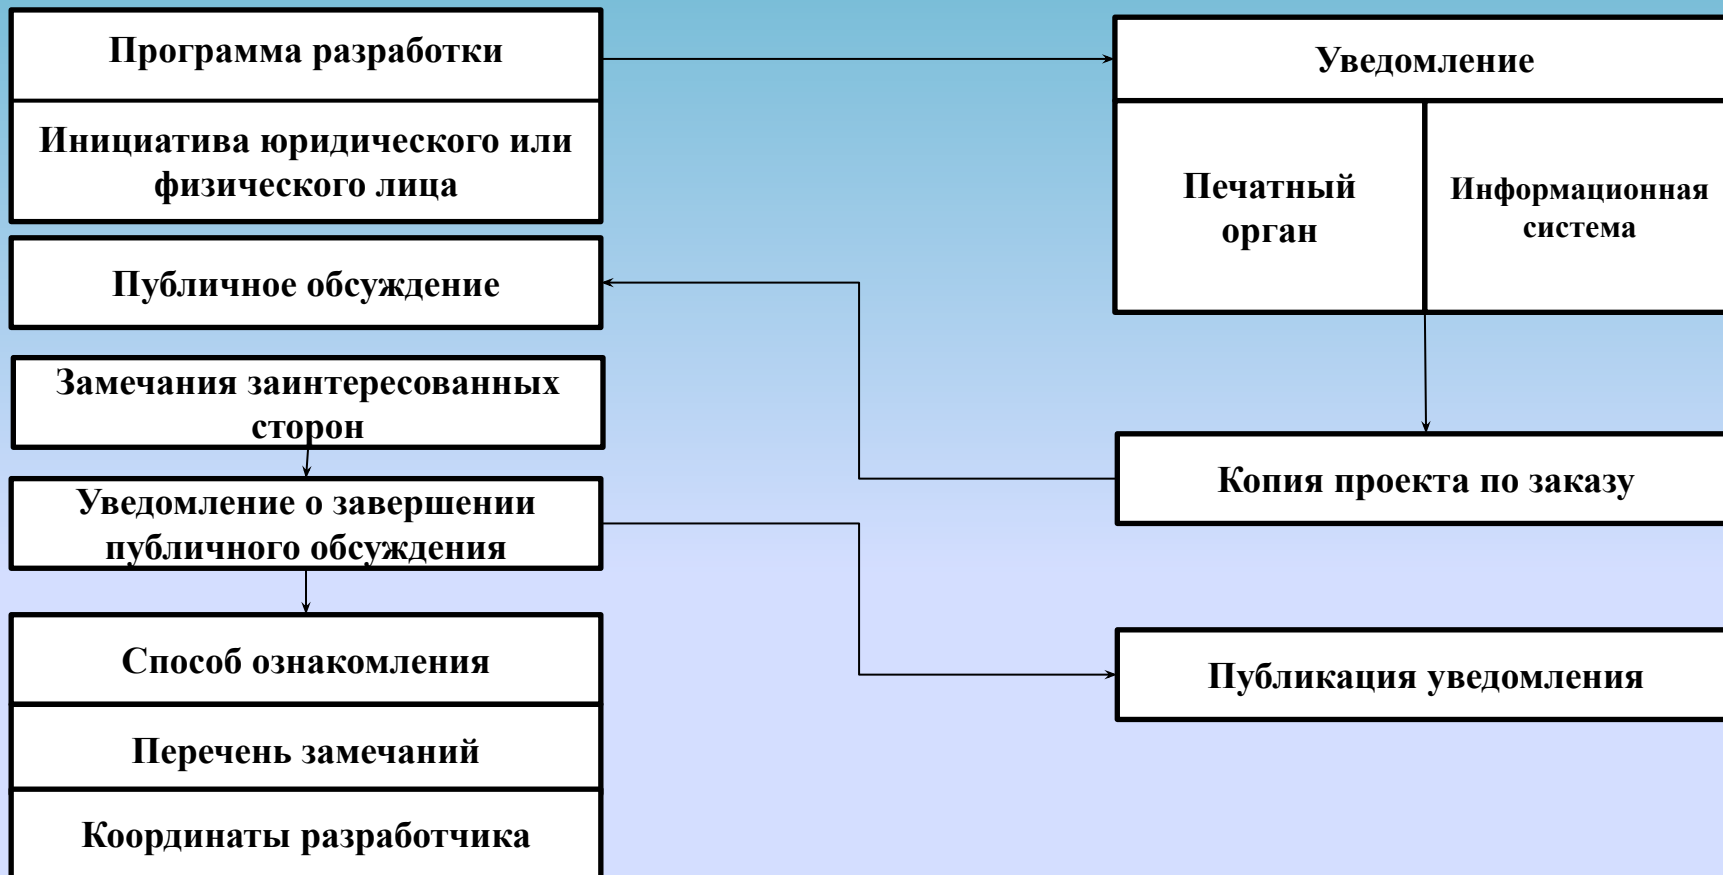 Программа разработки
Инициатива юридического или
физического лица
Уведомление
Печатный
орган
Информационная
система
Публичное обсуждение
Замечания заинтересованных
сторон
Уведомление о завершении
публичного обсуждения
Копия проекта по заказу
Способ ознакомления
Перечень замечаний
Координаты разработчика
Публикация уведомления